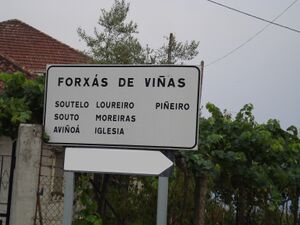 FORXÁS DE VIÑAS
SOUTELO LOUREIRO PIÑEIRO
SOUTO MOREIRAS
AVIÑOÁ IGLESIA